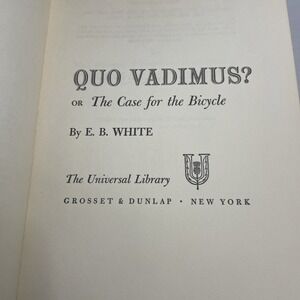 QUO VADIMUS?
OR The Case for the Bicycle
By E. B. WHITE
The Universal Library
GROSSET & DUNLAP · NEW YORK